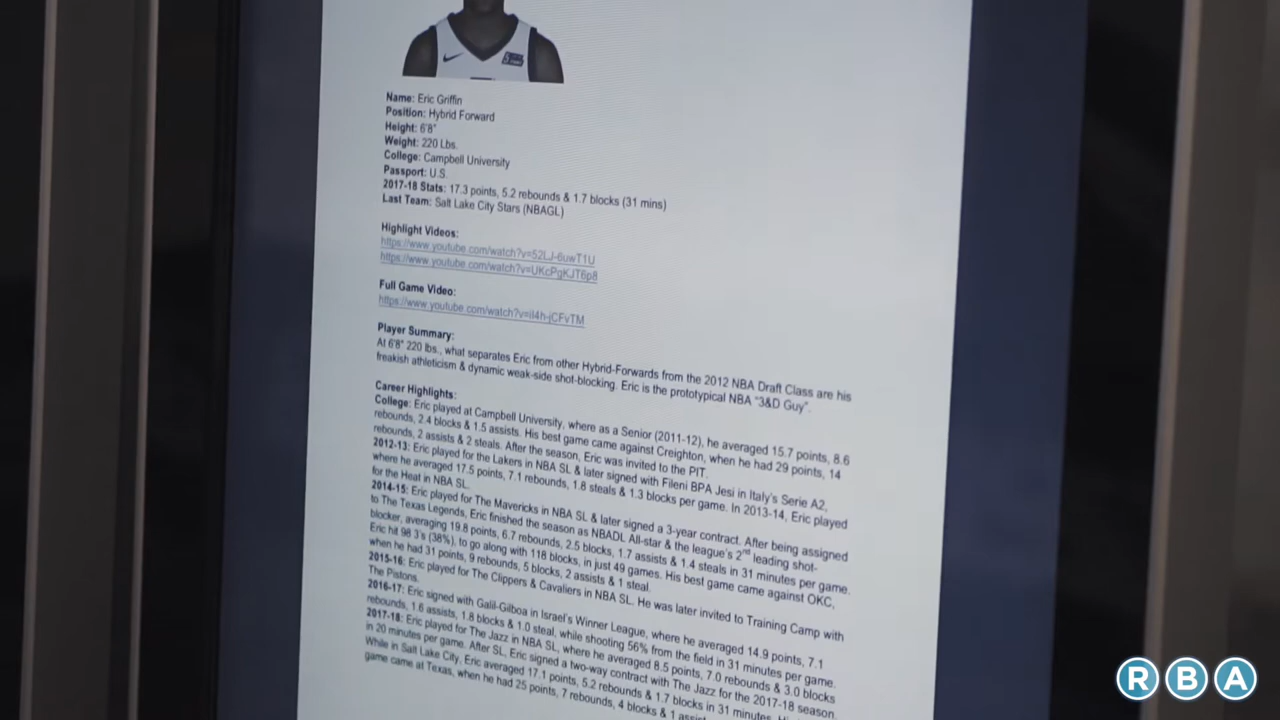 Name: Eric Griffin
Position: Hybrid Forward
Height: 6'8"
Weight: 220 Lbs.
College: Campbell University
Passport: U.S.
2017-18 Stats: 17.3 points, 5.2 rebounds & 1.7 blocks (31 mins)
Last Team: Salt Lake City Stars (NBAGL)
Highlight Videos:
https://www.youtube.com/watch?v=52LJ-6uwT1U
https://www.youtube.com/watch?v=UKcPgKJT6p8
Full Game Video:
https://www.youtube.com/watch?v=iI4h-jCFvTM
Player Summary:
At 6'8" 220 lbs., what separates Eric from other Hybrid-Forwards from the 2012 NBA Draft Class are his
freakish athleticism & dynamic weak-side shot-blocking. Eric is the prototypical NBA "3&D Guy".
Career Highlights:
College: Eric played at Campbell University, where as a Senior (2011-12), he averaged 15.7 points, 8.6
rebounds, 2.4 blocks & 1.5 assists. His best game came against Creighton, when he had 29 points, 14
rebounds, 2 assists & 2 steals. After the season, Eric was invited to the PIT.
2012-13: Eric played for the Lakers in NBA SL & later signed with Fileni BPA Jesi in Italy's Serie A2,
where he averaged 17.5 points, 7.1 rebounds, 1.8 steals & 1.3 blocks per game. In 2013-14, Eric played
for the Heat in NBA SL.
2014-15: Eric played for The Mavericks in NBA SL & later signed a 3-year contract. After being assigned
to The Texas Legends, Eric finished the season as NBADL All-star & the league's 2nd leading shot-
blocker, averaging 19.8 points, 6.7 rebounds, 2.5 blocks, 1.7 assists & 1.4 steals in 31 minutes per game.
Eric hit 98 3's (38%), to go along with 118 blocks, in just 49 games. His best game came against OKC,
when he had 31 points, 9 rebounds, 5 blocks, 2 assists & 1 steal.
2015-16: Eric played for The Clippers & Cavaliers in NBA SL. He was later invited to Training Camp with
The Pistons.
2016-17: Eric signed with Galil-Gilboa in Israel's Winner League, where he averaged 14.9 points, 7.1
rebounds, 1.6 assists, 1.8 blocks & 1.0 steal, while shooting 56% from the field in 31 minutes per game.
2017-18: Eric played for The Jazz in NBA SL, where he averaged 8.5 points, 7.0 rebounds & 3.0 blocks
in 20 minutes per game. After SL, Eric signed a two-way contract with The Jazz for the 2017-18 season.
While in Salt Lake City, Eric averaged 17.1 points, 5.2 rebounds & 1.7 blocks in 31 minutes.
game came at Texas, when he had 25 points, 7 rebounds, 4 blocks & 1
RBA